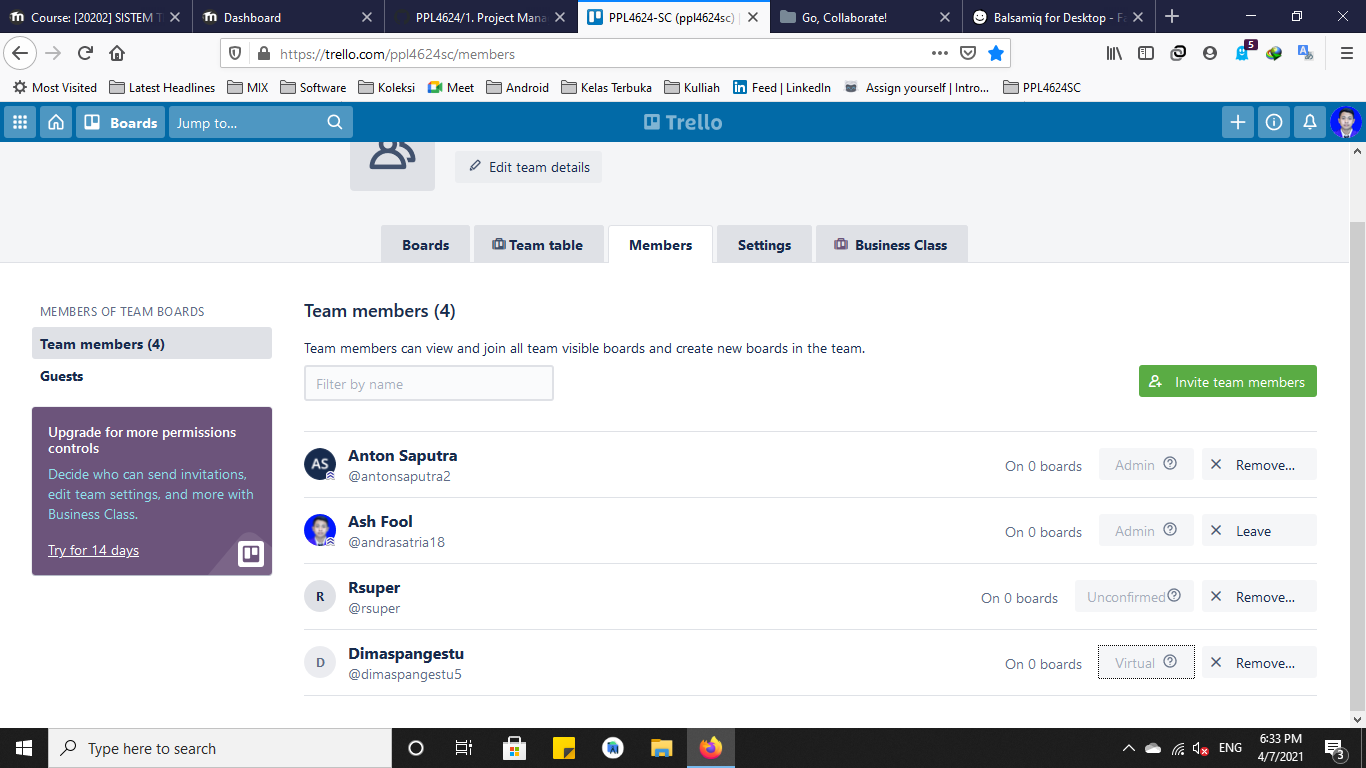 Course: [20202] SISTEM T
Dashboard
PPL4624/1. Project Mana
PPL4624-SC (ppl4624sc) |
Go, Collaborate!
Balsamiq for Desktop - Fa
https://trello.com/ppl4624sc/members
5
Most Visited
Latest Headlines
MIX
Software
Koleksi
Meet
Android
Kelas Terbuka
Kulliah
Feed | LinkedIn
Assign yourself | Intro...
PPL4624SC
Boards
Jump to...
Trello
Edit team details
Boards
Team table
Members
Settings
Business Class
MEMBERS OF TEAM BOARDS
Team members (4)
Guests
Upgrade for more permissions
controls
Decide who can send invitations,
edit team settings, and more with
Business Class.
Try for 14 days
Team members (4)
Team members can view and join all team visible boards and create new boards in the team.
Filter by name
Invite team members
AS
Anton Saputra
@antonsaputra2
On 0 boards
Admin
Remove...
Ash Fool
@andrasatria18
On 0 boards
Admin
Leave
R
Rsuper
@rsuper
On 0 boards
Unconfirmed
Remove...
D
Dimaspangestu
@dimaspangestu5
On 0 boards
Virtual
Remove...
Type here to search
ENG
6:33 PM
4/7/2021
3